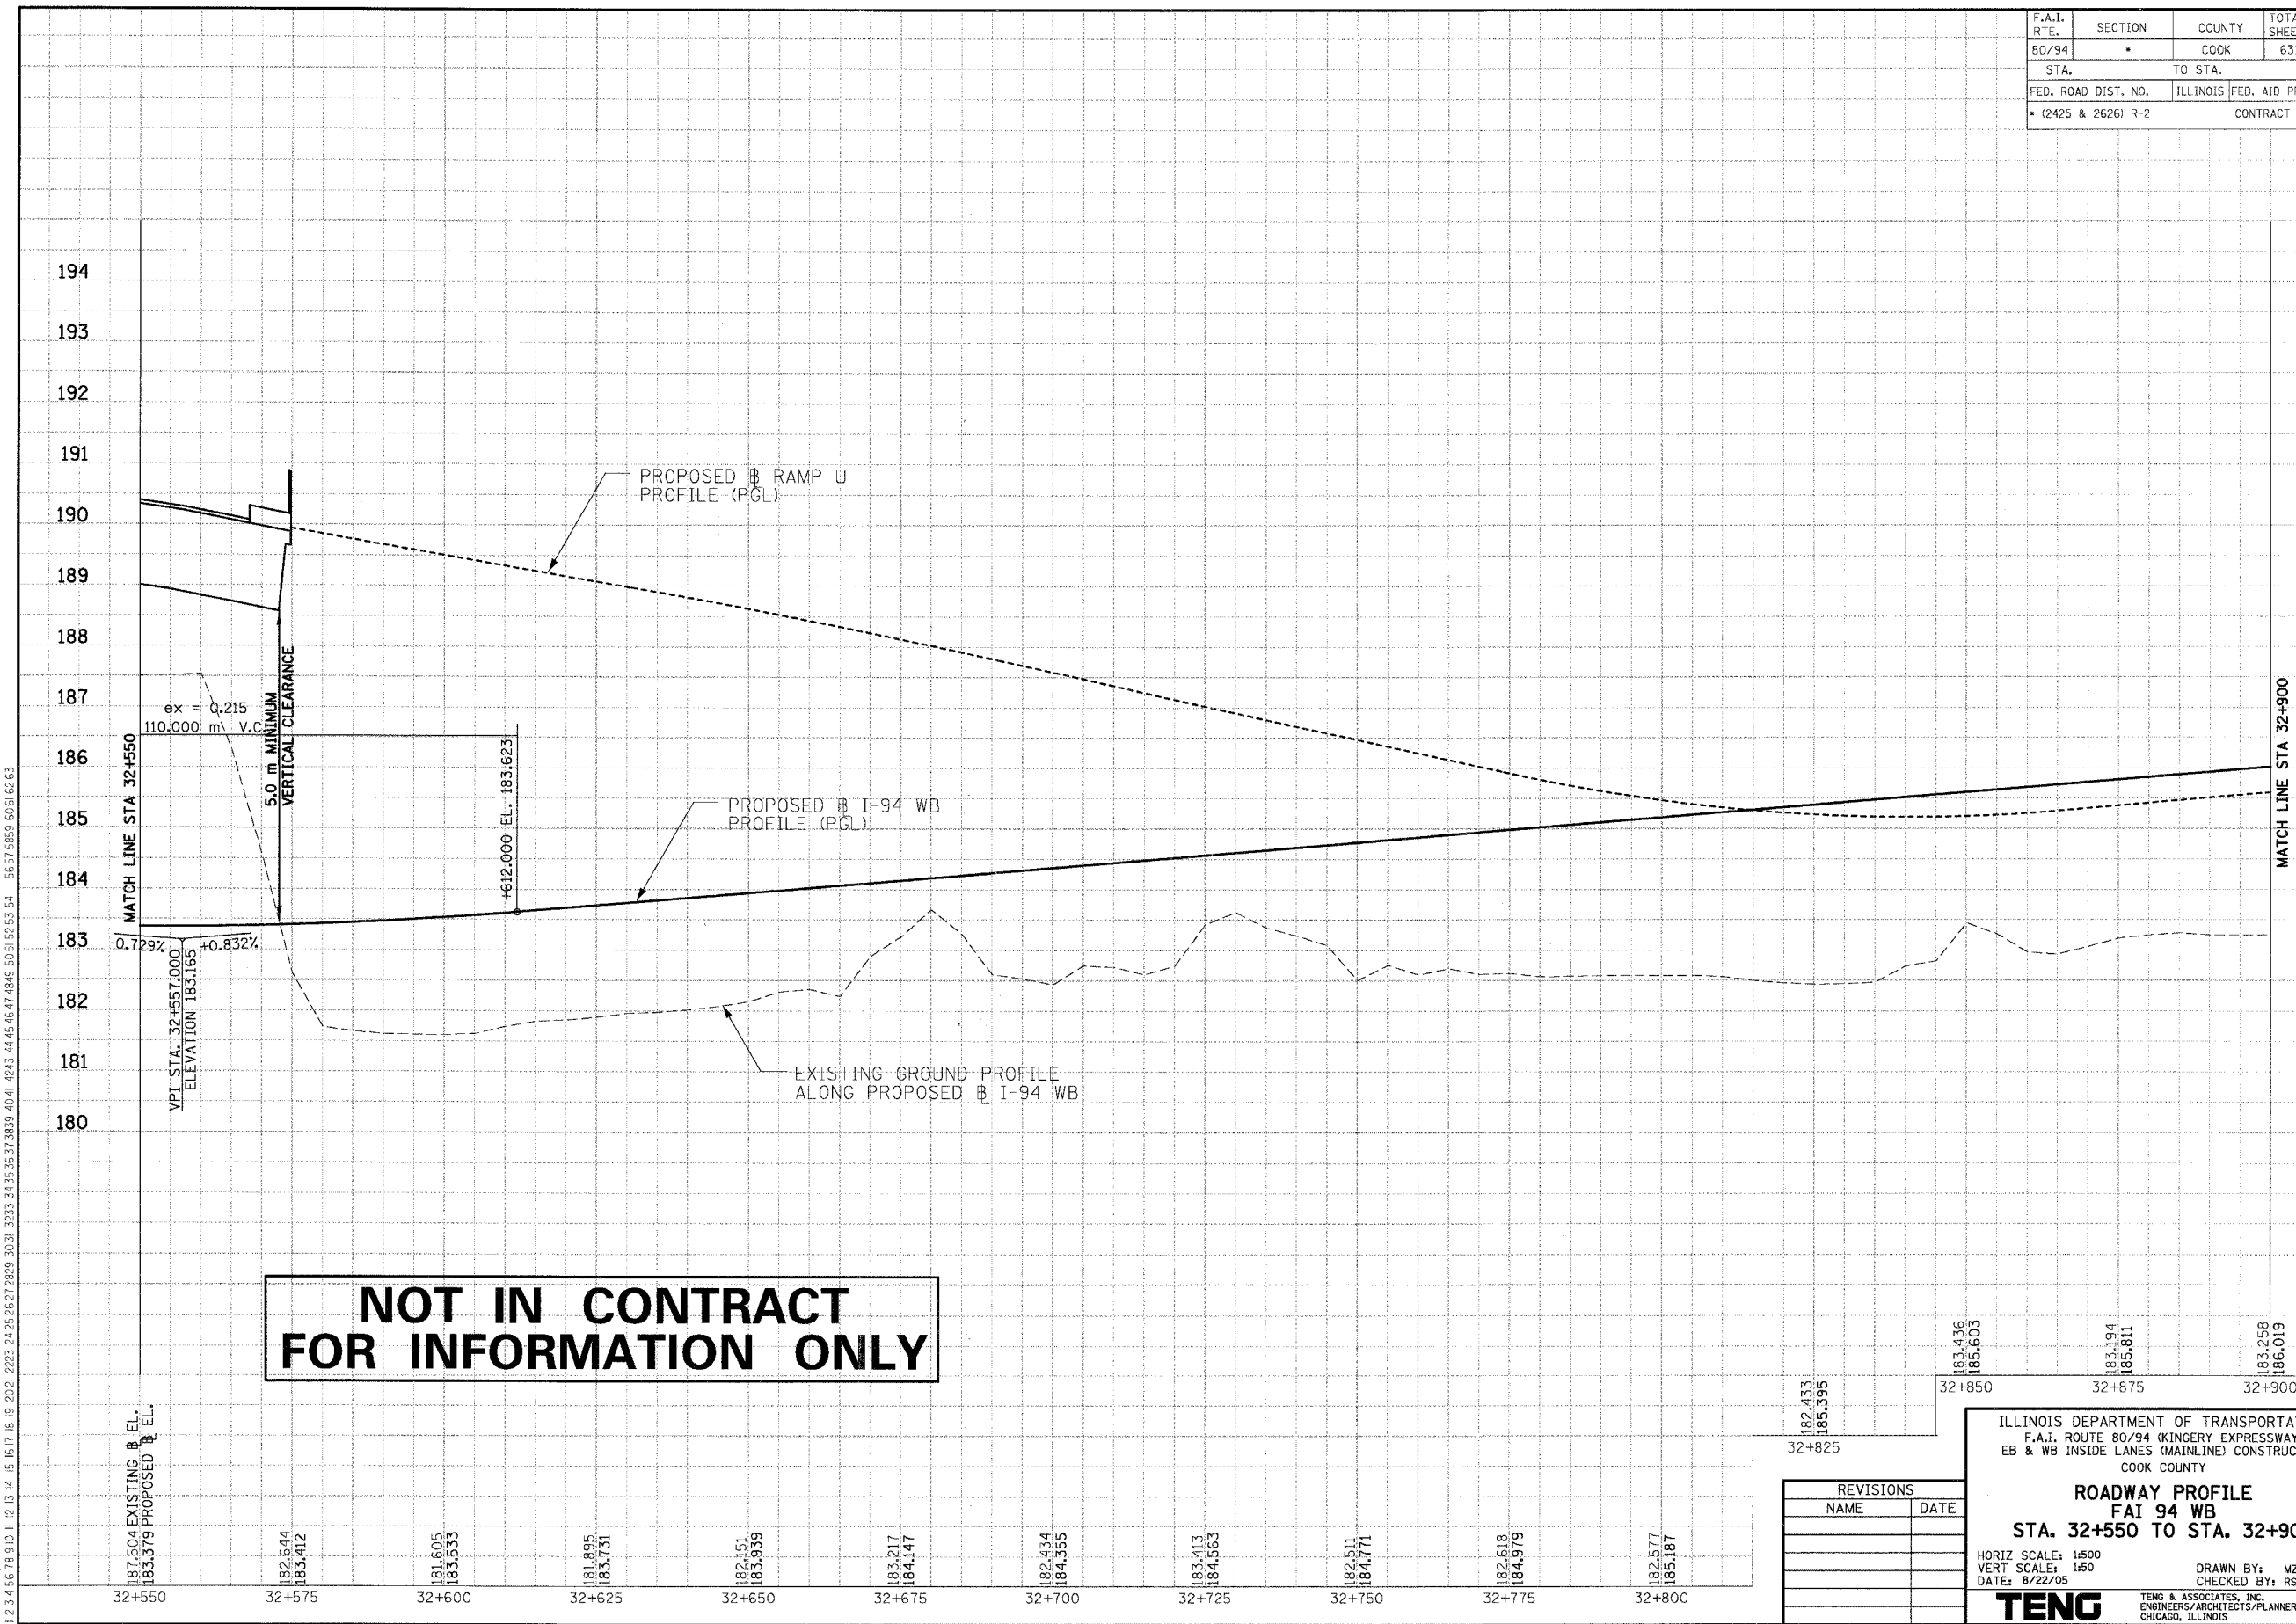 F.A.I. RTE. SECTION COUNTY
80/94 * COOK
STA. TO STA.
FED. ROAD DIST. NO. ILLINOIS FED. AID
* (2425 & 2626) R-2 CONTRACT
194
193
192
191
190
189
188
187
186
185
184
183
182
181
180
PROPOSED ℄ RAMP U
PROFILE (PGL)
ex = 0.215
110.000 m V.C.
5.0 m MINIMUM
VERTICAL CLEARANCE
MATCH LINE STA 32+550
+612.000 EL. 183.623
PROPOSED ℄ I-94 WB
PROFILE (PGL)
MATCH LINE STA 32+900
-0.729% +0.832%
VPI STA. 32+557.000
ELEVATION 183.165
EXISTING GROUND PROFILE
ALONG PROPOSED ℄ I-94 WB
NOT IN CONTRACT
FOR INFORMATION ONLY
187.504 EXISTING ℄ EL.
183.379 PROPOSED ℄ EL.
182.644
183.412
181.605
183.533
181.895
183.731
182.151
183.939
183.217
184.147
182.434
184.355
183.413
184.563
182.511
184.771
182.618
184.979
182.577
185.187
182.433
185.395
183.436
185.603
183.194
185.811
183.258
186.019
32+550 32+575 32+600 32+625 32+650 32+675 32+700 32+725 32+750 32+775 32+800
32+825
32+850 32+875 32+900
REVISIONS
NAME DATE
ILLINOIS DEPARTMENT OF
F.A.I. ROUTE 80/94 (KINGERY EXPRESSWAY
EB & WB INSIDE LANES (MAINLINE)
COOK COUNTY
ROADWAY PROFILE
FAI 94 WB
STA. 32+550 TO STA. 32+90
HORIZ SCALE: 1:500
VERT SCALE: 1:50 DRAWN BY:
DATE: 8/22/05 CHECKED BY:
TENG
TENG & ASSOCIATES, INC.
ENGINEERS/ARCHITECTS/PLANNER
CHICAGO, ILLINOIS